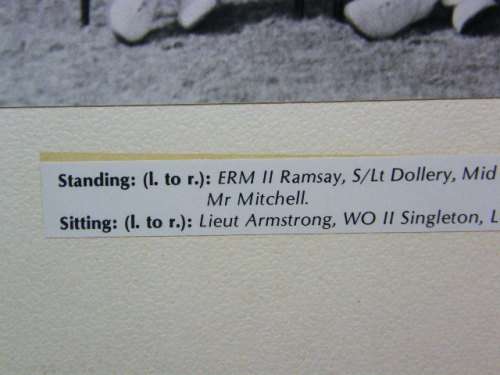 Standing: (l. to r.): ERM II Ramsay, S/Lt Dollery, Mid
Mr Mitchell.
Sitting: (l. to r.): Lieut Armstrong, WO II Singleton, L